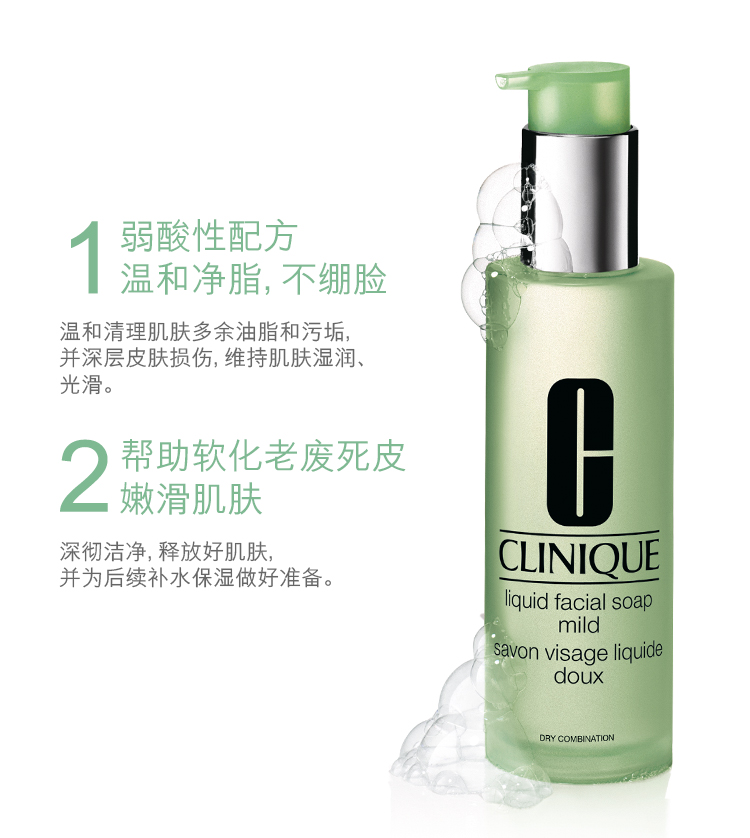 1
弱酸性配方
温和净脂, 不绷脸
温和清理肌肤多余油脂和污垢,
并深层皮肤损伤, 维持肌肤湿润、
光滑。
2
帮助软化老废死皮
嫩滑肌肤
深彻洁净, 释放好肌肤,
并为后续补水保湿做好准备。
C
CLINIQUE
liquid facial soap
mild
savon visage liquide
doux
DRY COMBINATION